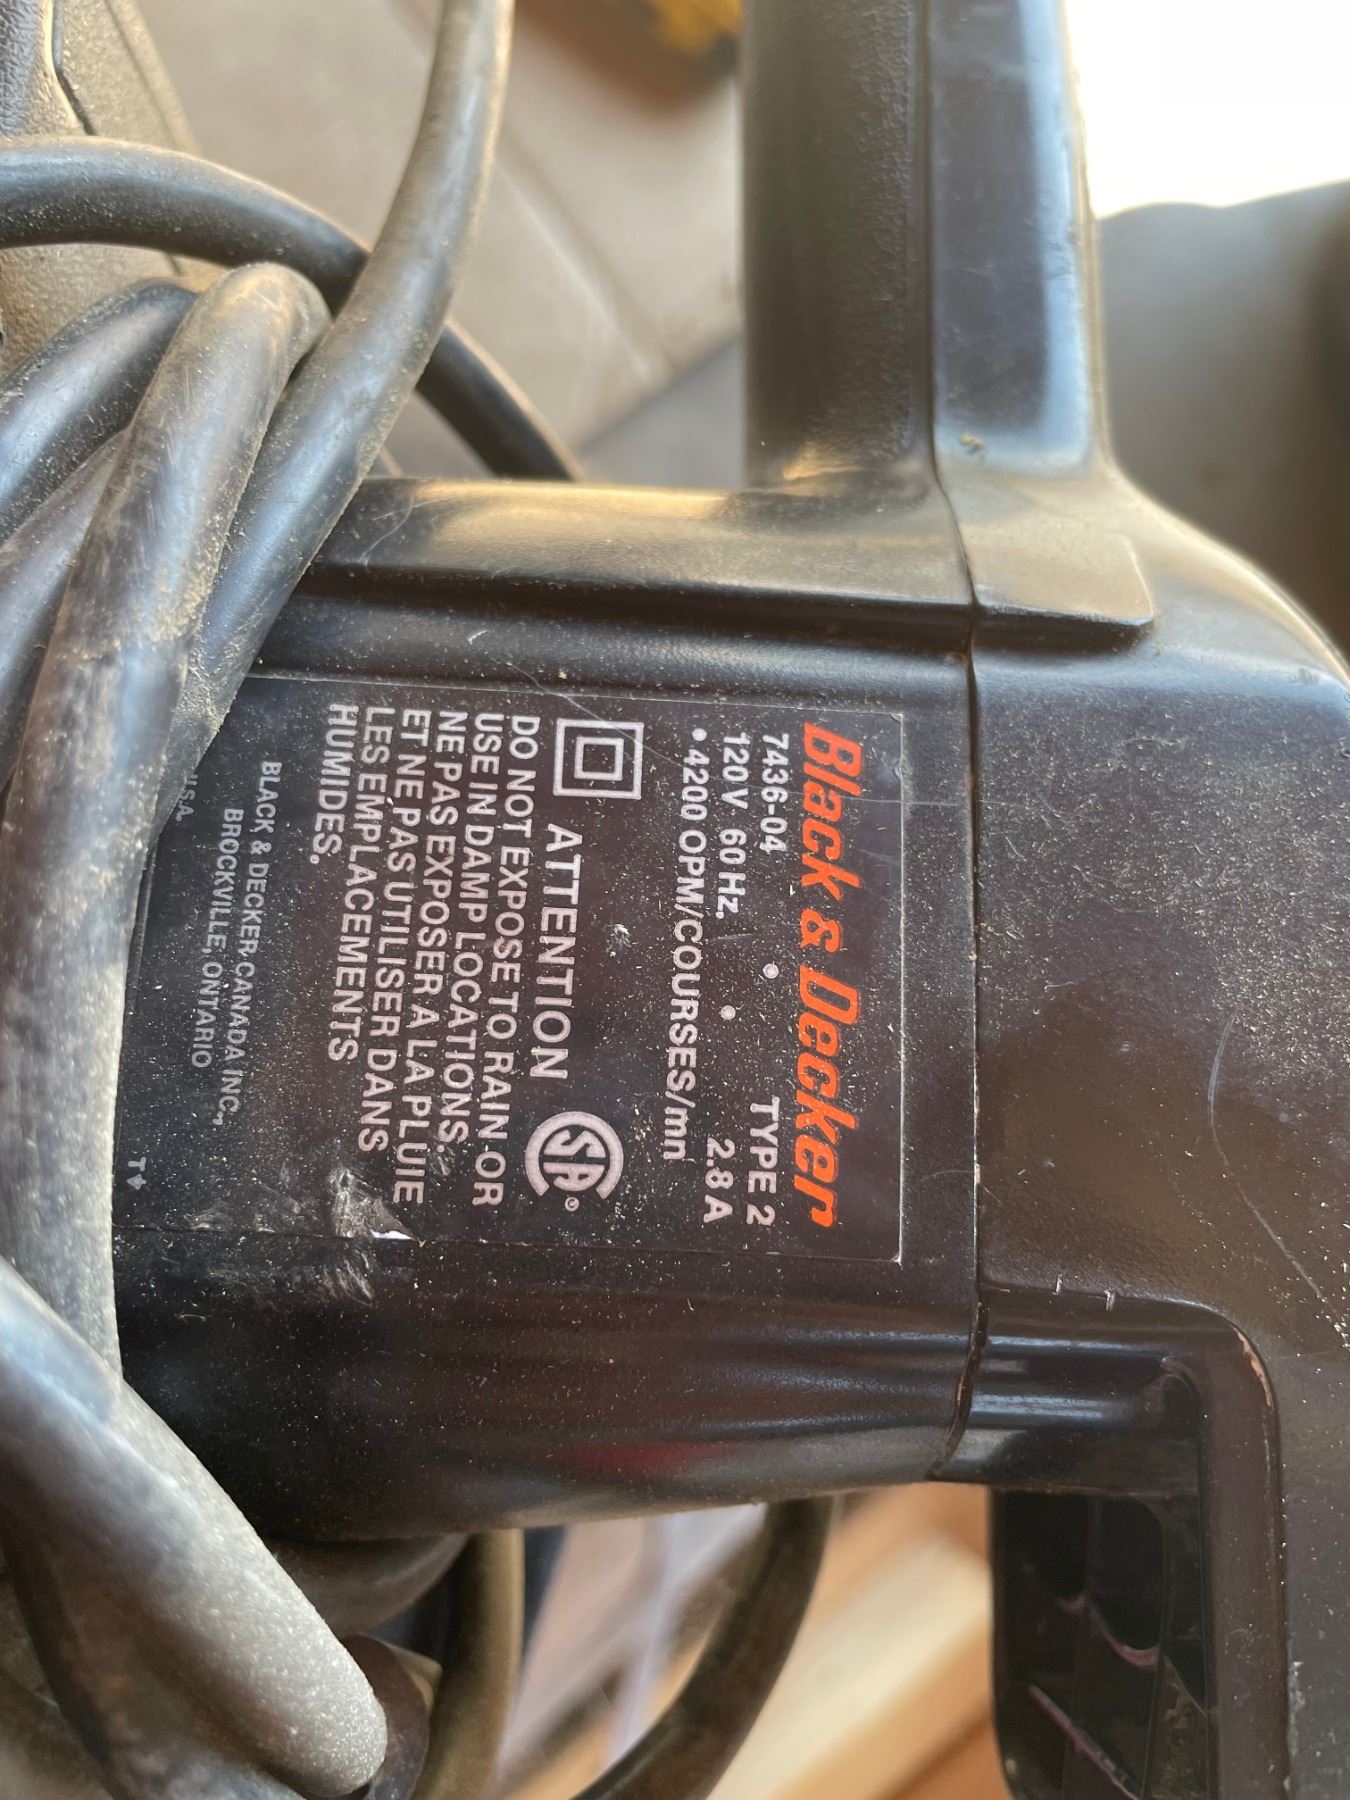 Black & Decker
7436-04 TYPE 2
120V 60 Hz. 2.8 A
• 4200 OPM/COURSES/mn
ATTENTION SA ®
DO NOT EXPOSE TO RAIN OR
USE IN DAMP LOCATIONS.
NE PAS EXPOSER A LA PLUIE
ET NE PAS UTILISER DANS
LES EMPLACEMENTS
HUMIDES.
BLACK & DECKER CANADA INC.,
BROCKVILLE, ONTARIO
U.S.A.
T